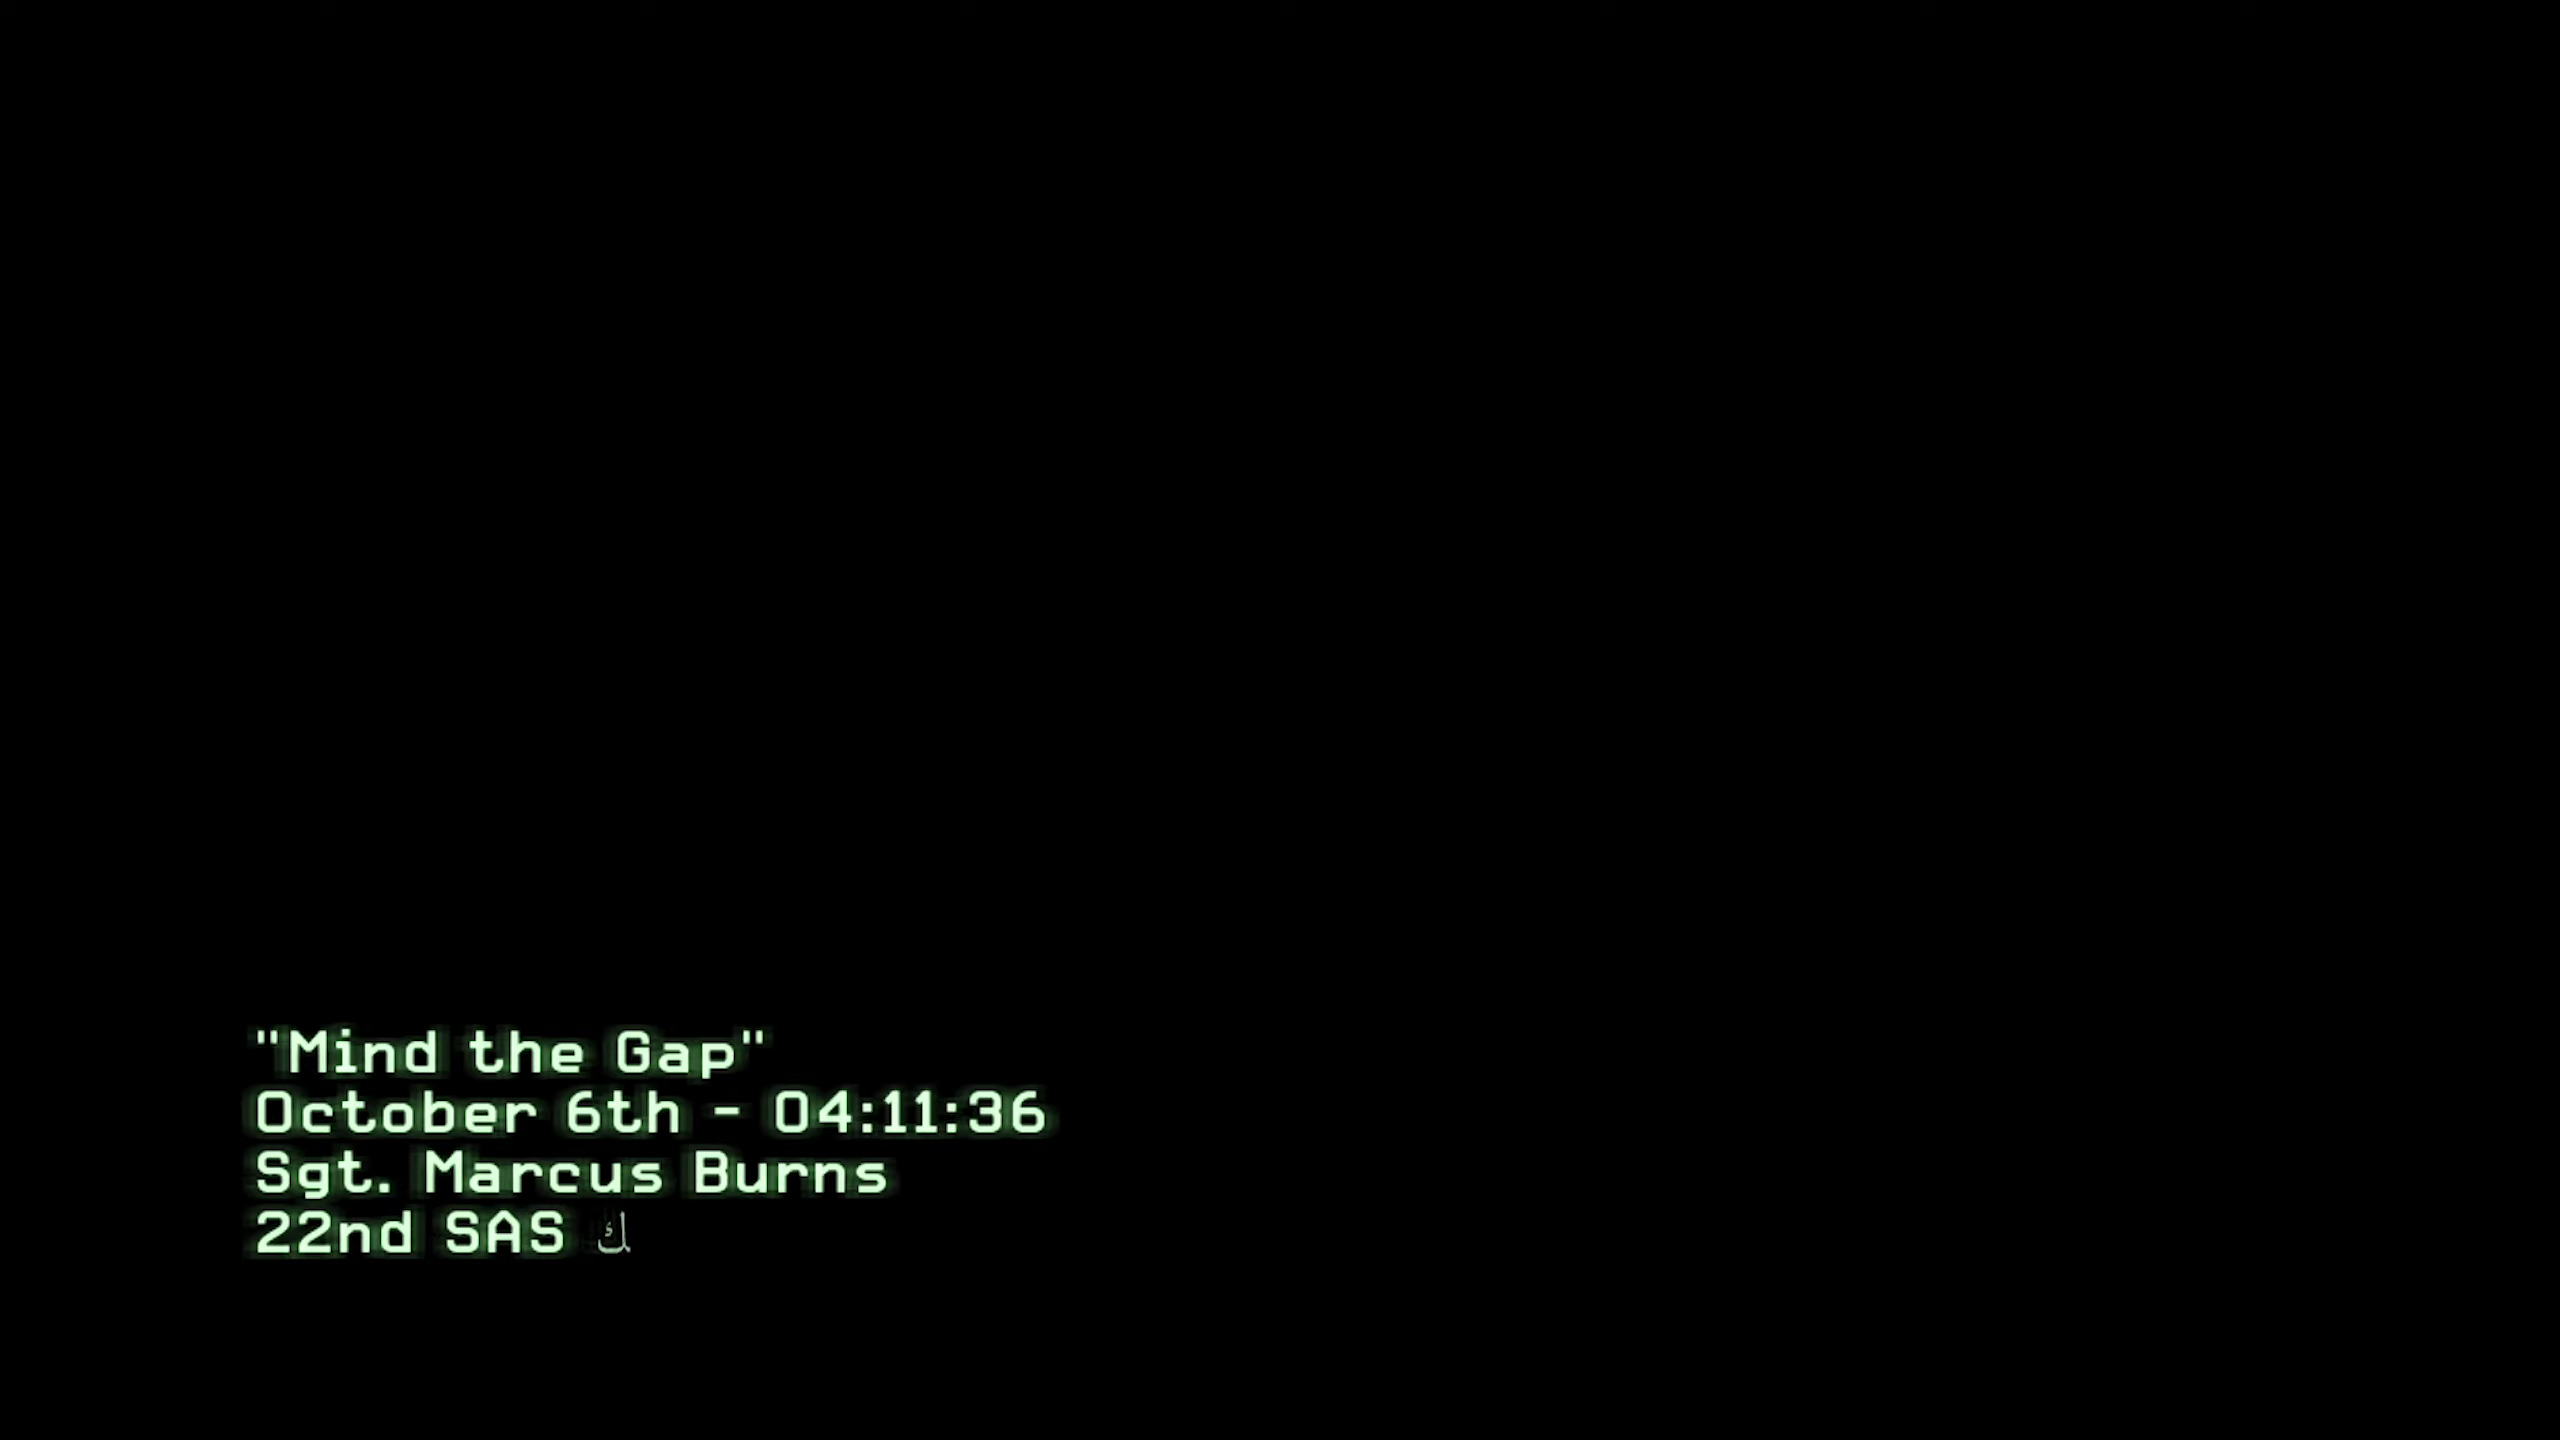 "Mind the Gap"
October 6th - 04:11:36
Sgt. Marcus Burns
22nd SAS ك